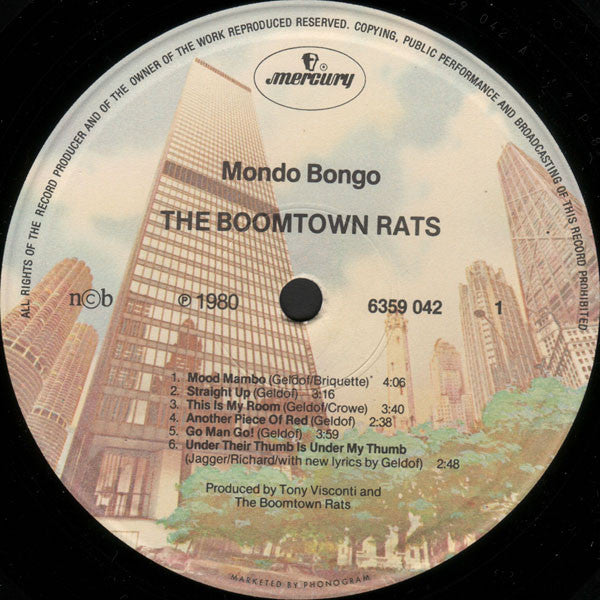 ALL RIGHTS OF THE RECORD PRODUCER AND OF THE OWNER OF THE WORK REPRODUCED RESERVED. COPYING, PUBLIC PERFORMANCE AND BROADCASTING OF THIS RECORD PROHIBITED
mercury ®
Mondo Bongo
THE BOOMTOWN RATS
n©b ℗ 1980 6359 042 1
1. Mood Mambo (Geldof/Briquette)* 4:06
2. Straight Up (Geldof) 3:16
3. This Is My Room (Geldof/Crowe) 3:40
4. Another Piece Of Red (Geldof) 2:38
5. Go Man Go! (Geldof) 3:59
6. Under Their Thumb Is Under My Thumb
(Jagger/Richard/with new lyrics by Geldof) 2:48
Produced by Tony Visconti and
The Boomtown Rats
MARKETED BY PHONOGRAM